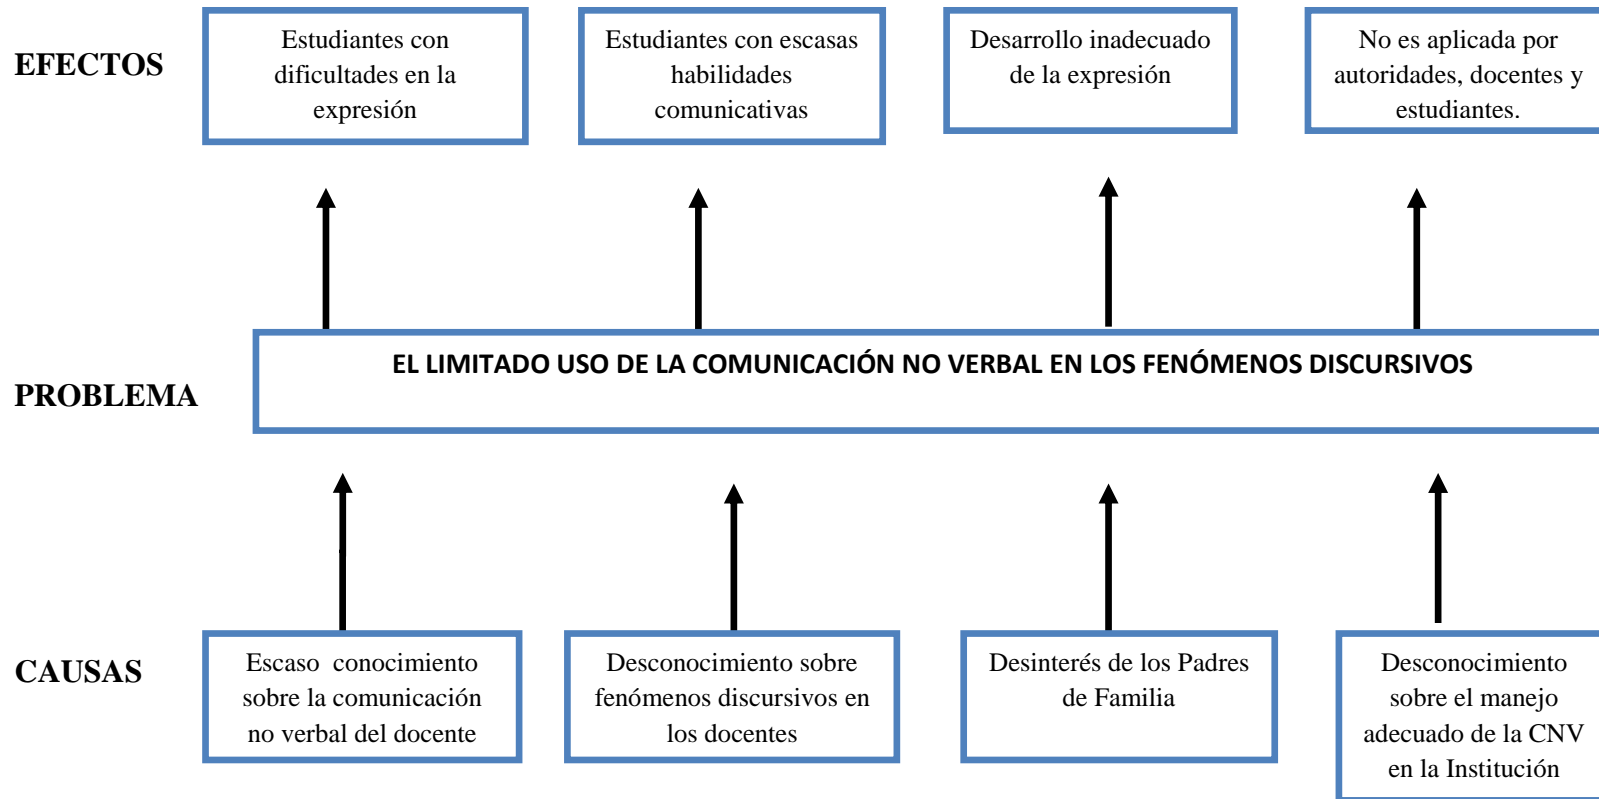 EFECTOS
Estudiantes con
dificultades en la
expresión
Estudiantes con escasas
habilidades
comunicativas
Desarrollo inadecuado
de la expresión
No es aplicada por
autoridades, docentes y
estudiantes.
PROBLEMA
EL LIMITADO USO DE LA COMUNICACIÓN NO VERBAL EN LOS FENÓMENOS DISCURSIVOS
CAUSAS
Escaso conocimiento
sobre la comunicación
no verbal del docente
Desconocimiento sobre
fenómenos discursivos en
los docentes
Desinterés de los Padres
de Familia
Desconocimiento
sobre el manejo
adecuado de la CNV
en la Institución